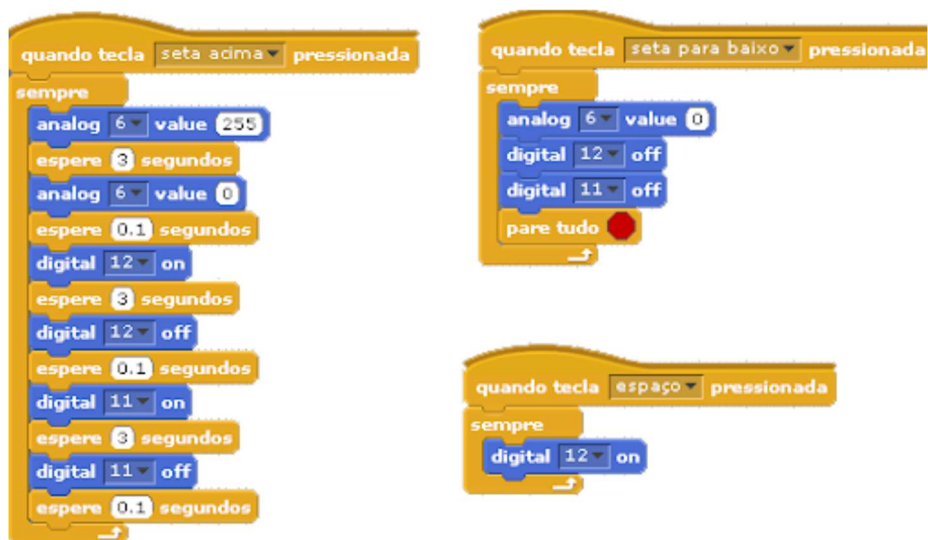 quando tecla seta acima pressionada
sempre
analog 6 value 255
espere 3 segundos
analog 6 value 0
espere 0.1 segundos
digital 12 on
espere 3 segundos
digital 12 off
espere 0.1 segundos
digital 11 on
espere 3 segundos
digital 11 off
espere 0.1 segundos
quando tecla seta para baixo pressionada
sempre
analog 6 value 0
digital 12 off
digital 11 off
pare tudo
quando tecla espaço pressionada
sempre
digital 12 on